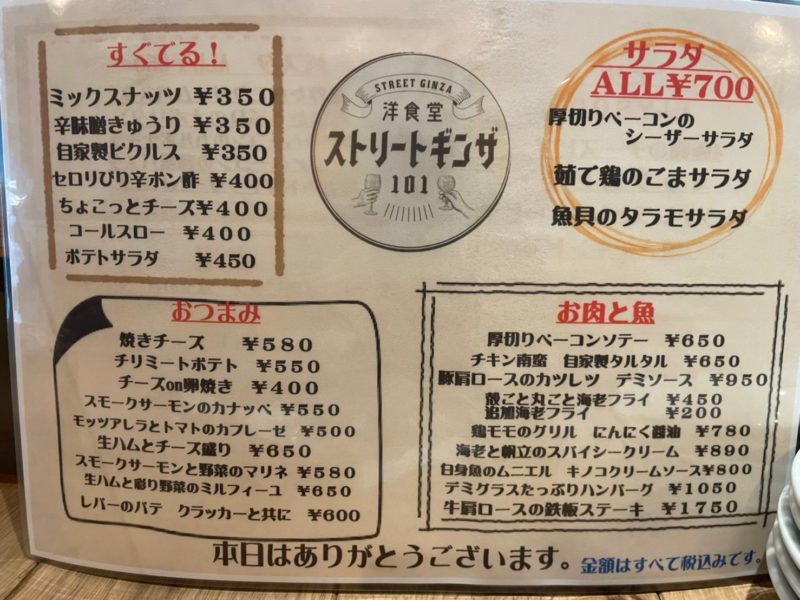 すぐでる！
ミックスナッツ ¥350
辛味噌きゅうり ¥350
自家製ピクルス ¥350
セロリぴり辛ポン酢 ¥400
ちょこっとチーズ¥400
コールスロー ¥400
ポテトサラダ ¥450
STREET GINZA
洋食堂
ストリートギンザ
101
サラダ
ALL¥700
厚切りベーコンの
シーザーサラダ
茹で鶏のごまサラダ
魚貝のタラモサラダ
おつまみ
焼きチーズ ¥580
チリミートポテト ¥550
チーズon卵焼き ¥400
スモークサーモンのカナッペ ¥550
モッツアレラとトマトのカプレーゼ ¥500
生ハムとチーズ盛り ¥650
スモークサーモンと野菜のマリネ ¥580
生ハムと彩り野菜のミルフィーユ ¥650
レバーのパテ クラッカーと共に ¥600
お肉と魚
厚切りベーコンソテー ¥650
チキン南蛮 自家製タルタル ¥650
豚肩ロースのカツレツ デミソース ¥950
殻ごと丸ごと海老フライ ¥450
追加海老フライ ¥200
鶏モモのグリル にんにく醤油 ¥780
海老と帆立のスパイシークリーム ¥890
白身魚のムニエル キノコクリームソース¥800
デミグラスたっぷりハンバーグ ¥1050
牛肩ロースの鉄板ステーキ ¥1750
本日はありがとうございます。
金額はすべて税込みです。